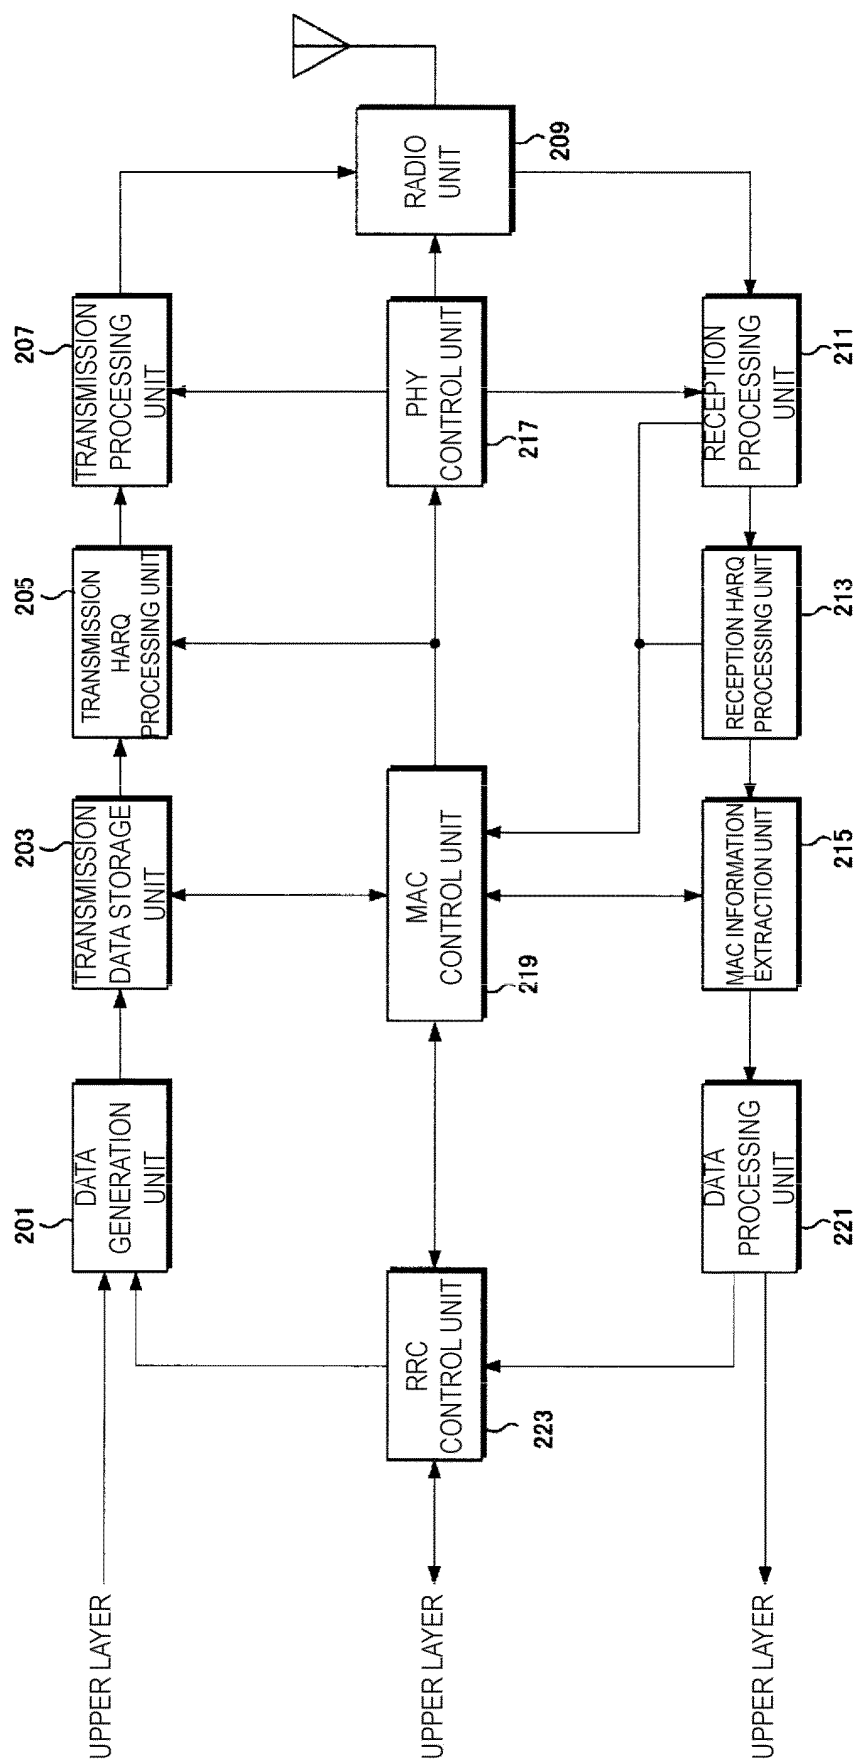 201
DATA
GENERATION
UNIT
203
TRANSMISSION
DATA STORAGE
UNIT
205
TRANSMISSION
HARQ
PROCESSING UNIT
207
TRANSMISSION
PROCESSING
UNIT
UPPER LAYER
RRC
CONTROL UNIT
223
MAC
CONTROL UNIT
219
PHY
CONTROL UNIT
217
RADIO
UNIT
209
UPPER LAYER
DATA
PROCESSING
UNIT
221
MAC INFORMATION
EXTRACTION UNIT
215
RECEPTION HARQ
PROCESSING UNIT
213
RECEPTION
PROCESSING
UNIT
211
UPPER LAYER